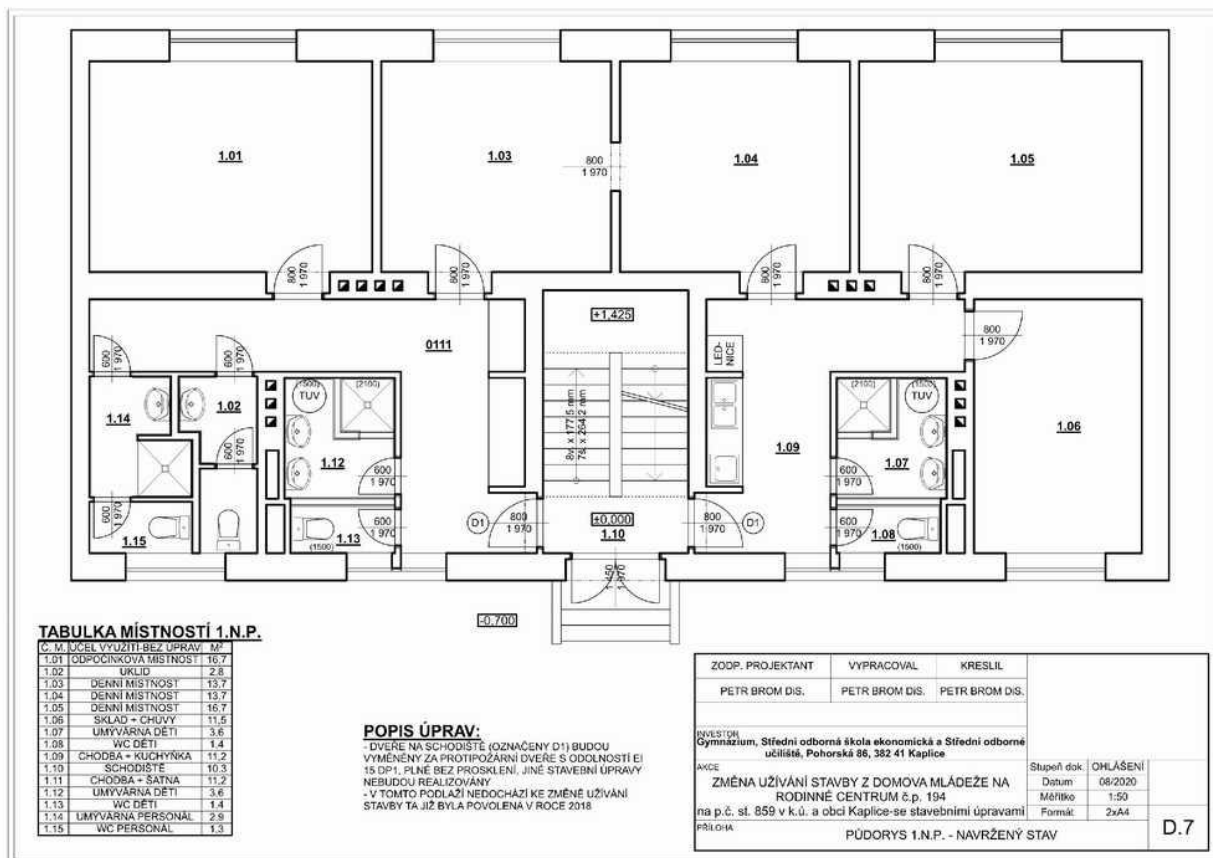 1.01
1.03
800
1 970
1.04
1.05
800
1 970
800
1 970
800
1 970
800
1 970
+1,425
0111
LED-
NICE
800
1 970
600
1 970
600
1 970
1.14
1.02
600
1 970
(1500)
TUV
(2100)
1.12
600
1 970
8v. x 177,5 mm
7š. x 264,2 mm
1.09
(2100)
(1500)
TUV
1.07
600
1 970
1.06
600
1 970
1.15
1.13
(1500)
600
1 970
D1
800
1 970
±0,000
1.10
800
1 970
D1
600
1 970
1.08
(1500)
1 450
1 970
-0,700
TABULKA MÍSTNOSTÍ 1.N.P.
Č. M. ÚČEL VYUŽITÍ-BEZ ÚPRAV M²
1.01 ODPOČINKOVÁ MÍSTNOST 16,7
1.02 ÚKLID 2,8
1.03 DENNÍ MÍSTNOST 13,7
1.04 DENNÍ MÍSTNOST 13,7
1.05 DENNÍ MÍSTNOST 16,7
1.06 SKLAD + CHŮVY 11,5
1.07 UMÝVÁRNA DĚTI 3,6
1.08 WC DĚTI 1,4
1.09 CHODBA + KUCHYŇKA 11,2
1.10 SCHODIŠTĚ 10,3
1.11 CHODBA + ŠATNA 11,2
1.12 UMÝVÁRNA DĚTI 3,6
1.13 WC DĚTI 1,4
1.14 UMÝVÁRNA PERSONÁL 2,9
1.15 WC PERSONÁL 1,3
POPIS ÚPRAV:
- DVEŘE NA SCHODIŠTĚ (OZNAČENY D1) BUDOU
VYMĚNĚNY ZA PROTIPOŽÁRNÍ DVEŘE S ODOLNOSTÍ EI
15 DP1, PLNÉ BEZ PROSKLENÍ, JINÉ STAVEBNÍ ÚPRAVY
NEBUDOU REALIZOVÁNY
- V TOMTO PODLAŽÍ NEDOCHÁZÍ KE ZMĚNĚ UŽÍVÁNÍ
STAVBY TA JIŽ BYLA POVOLENA V ROCE 2018
ZODP. PROJEKTANT VYPRACOVAL KRESLIL
PETR BROM DiS. PETR BROM DiS. PETR BROM DiS.
INVESTOR
Gymnázium, Střední odborná škola ekonomická a Střední odborné
učiliště, Pohorská 86, 382 41 Kaplice
AKCE
ZMĚNA UŽÍVÁNÍ STAVBY Z DOMOVA MLÁDEŽE NA
RODINNÉ CENTRUM č.p. 194
na p.č. st. 859 v k.ú. a obci Kaplice-se stavebními úpravami
Stupeň dok. OHLÁŠENÍ
Datum 08/2020
Měřítko 1:50
Formát 2xA4
PŘÍLOHA
PŮDORYS 1.N.P. - NAVRŽENÝ STAV
D.7